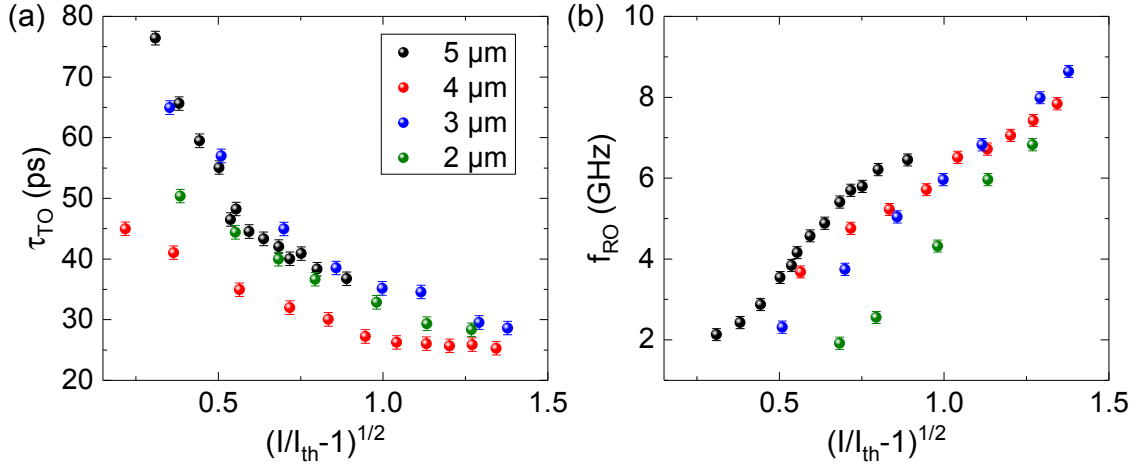 (a)
80
70
60
50
40
30
20
τTO (ps)
0.5
1.0
1.5
(I/Ith-1)1/2
5 μm
4 μm
3 μm
2 μm
(b)
10
8
6
4
2
fRO (GHz)
0.5
1.0
1.5
(I/Ith-1)1/2